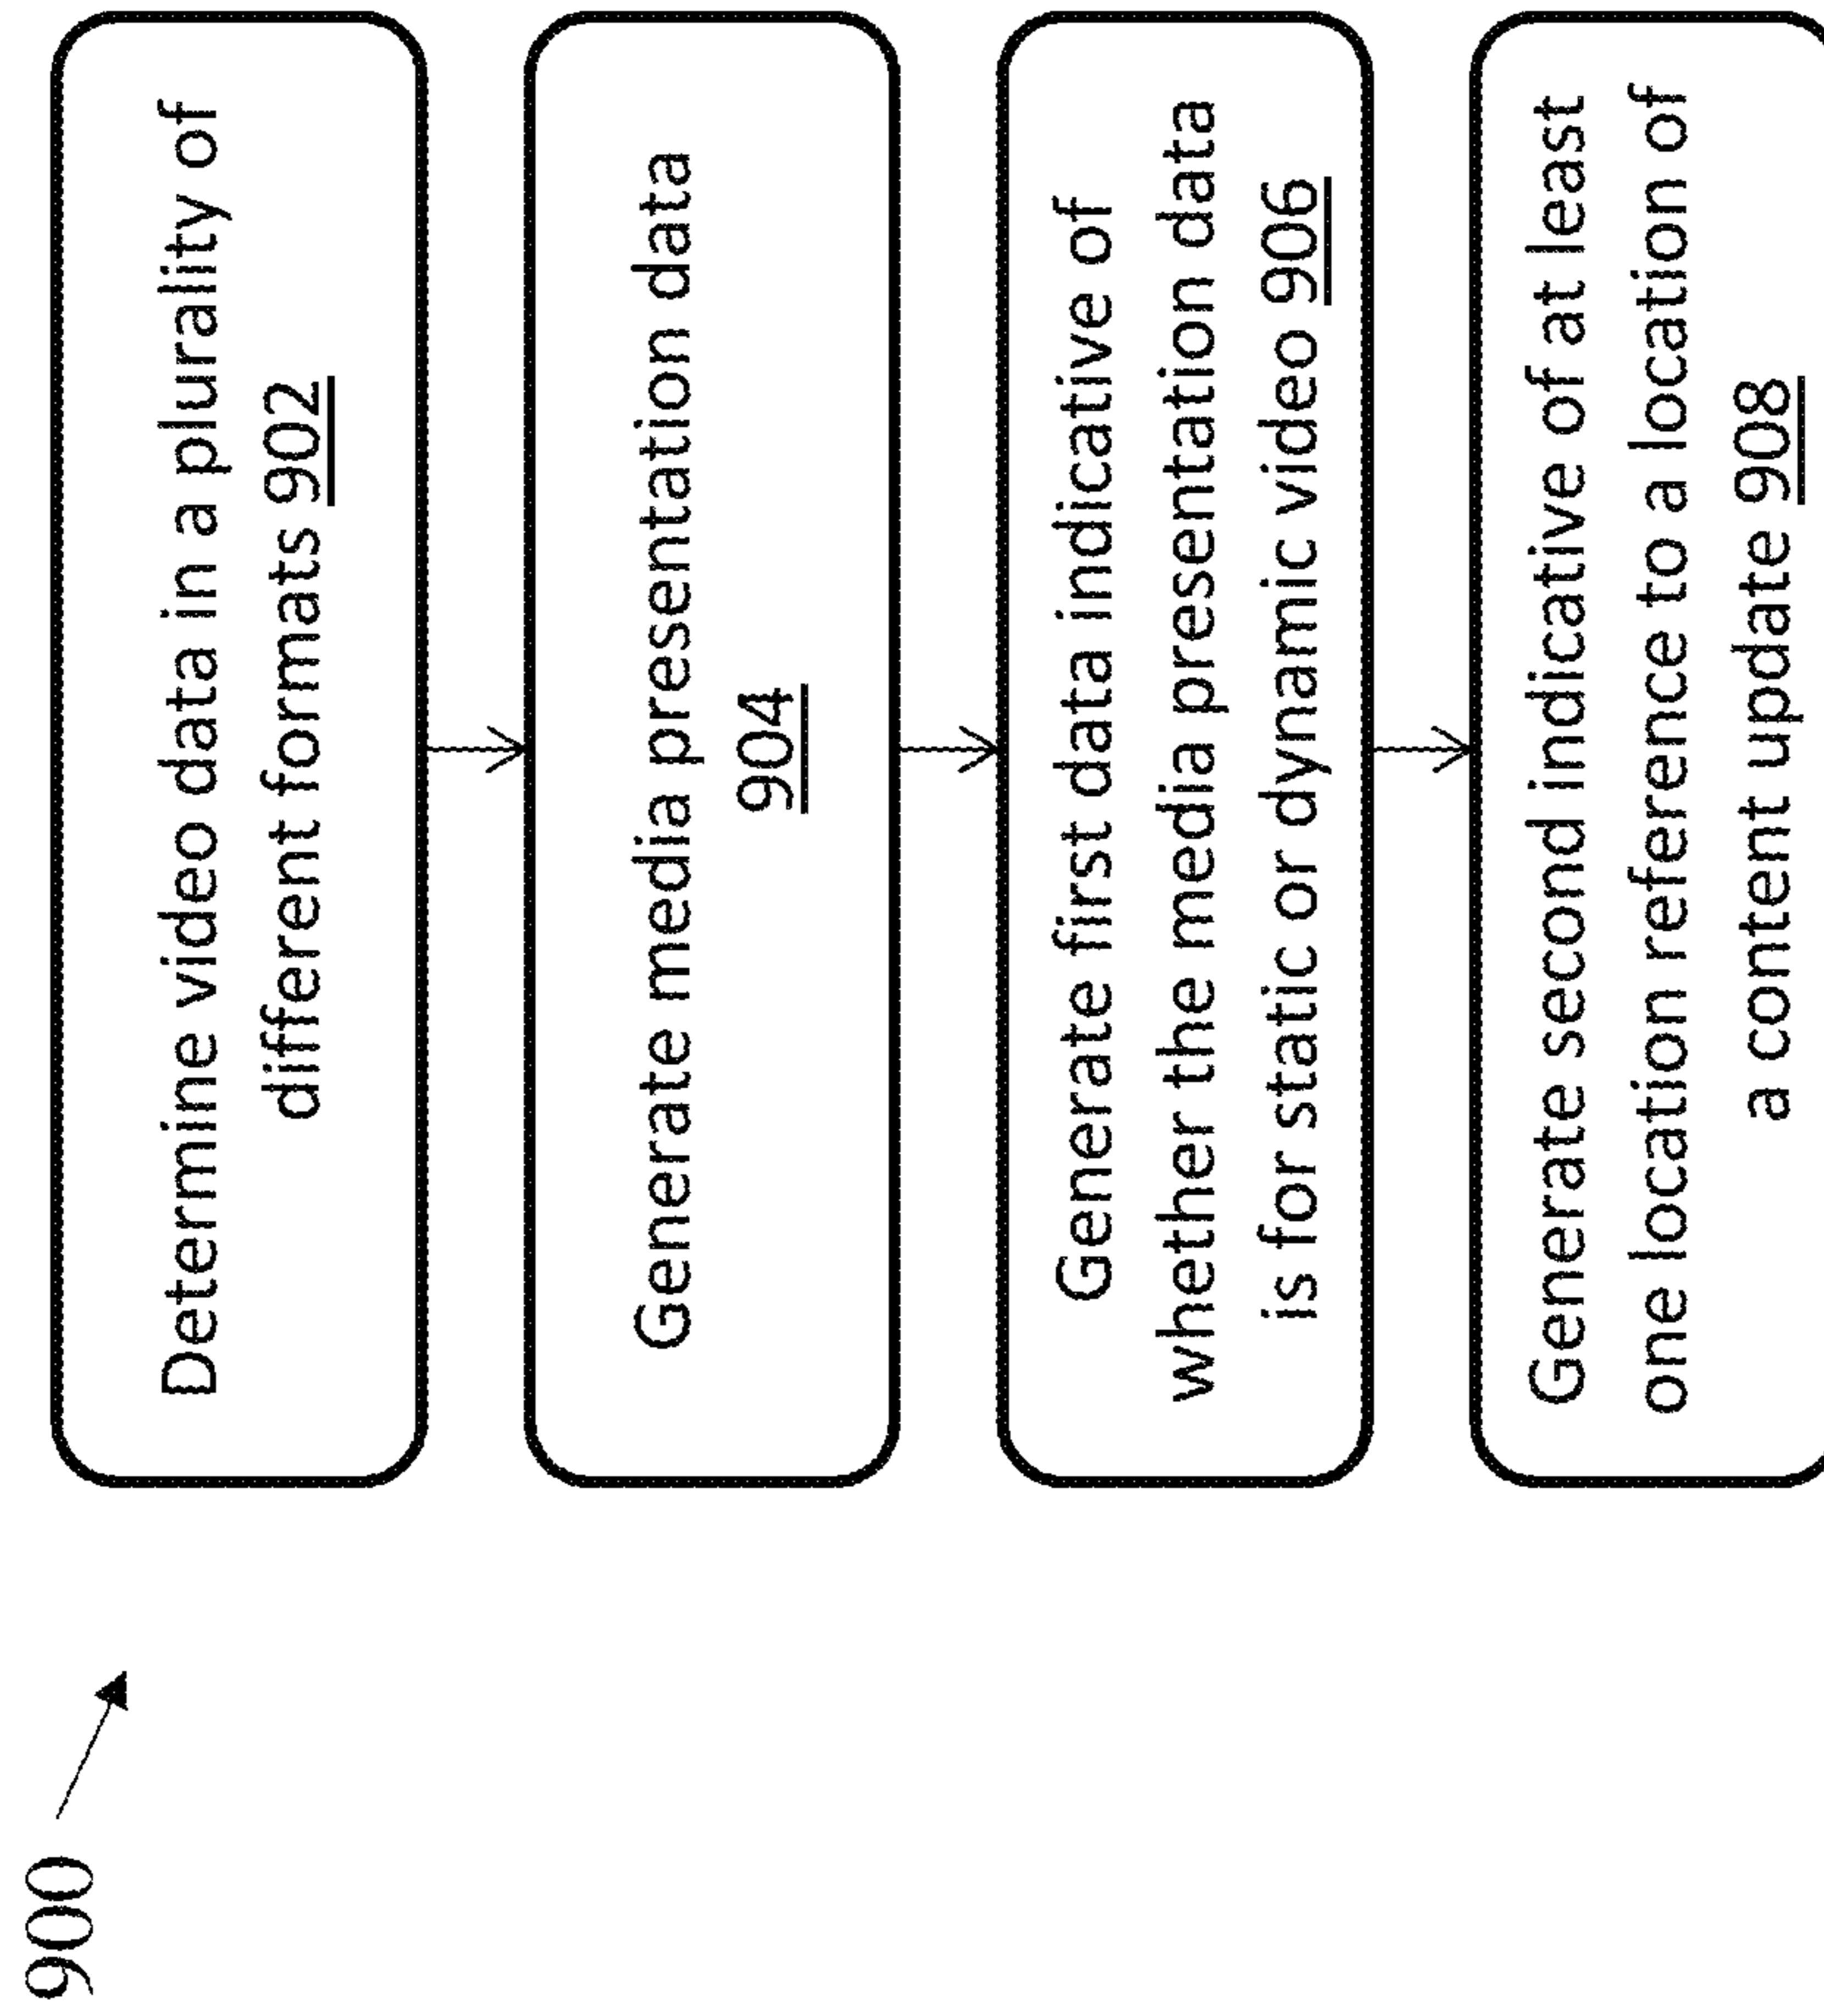 900
Determine video data in a plurality of
different formats 902
Generate media presentation data
904
Generate first data indicative of
whether the media presentation data
is for static or dynamic video 906
Generate second indicative of at least
one location reference to a location of
a content update 908